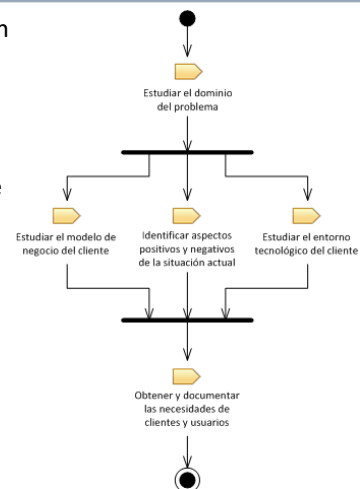 Estudiar el dominio
del problema
Estudiar el modelo de
negocio del cliente
Identificar aspectos
positivos y negativos
de la situación actual
Estudiar el entorno
tecnológico del cliente
Obtener y documentar
las necesidades de
clientes y usuarios